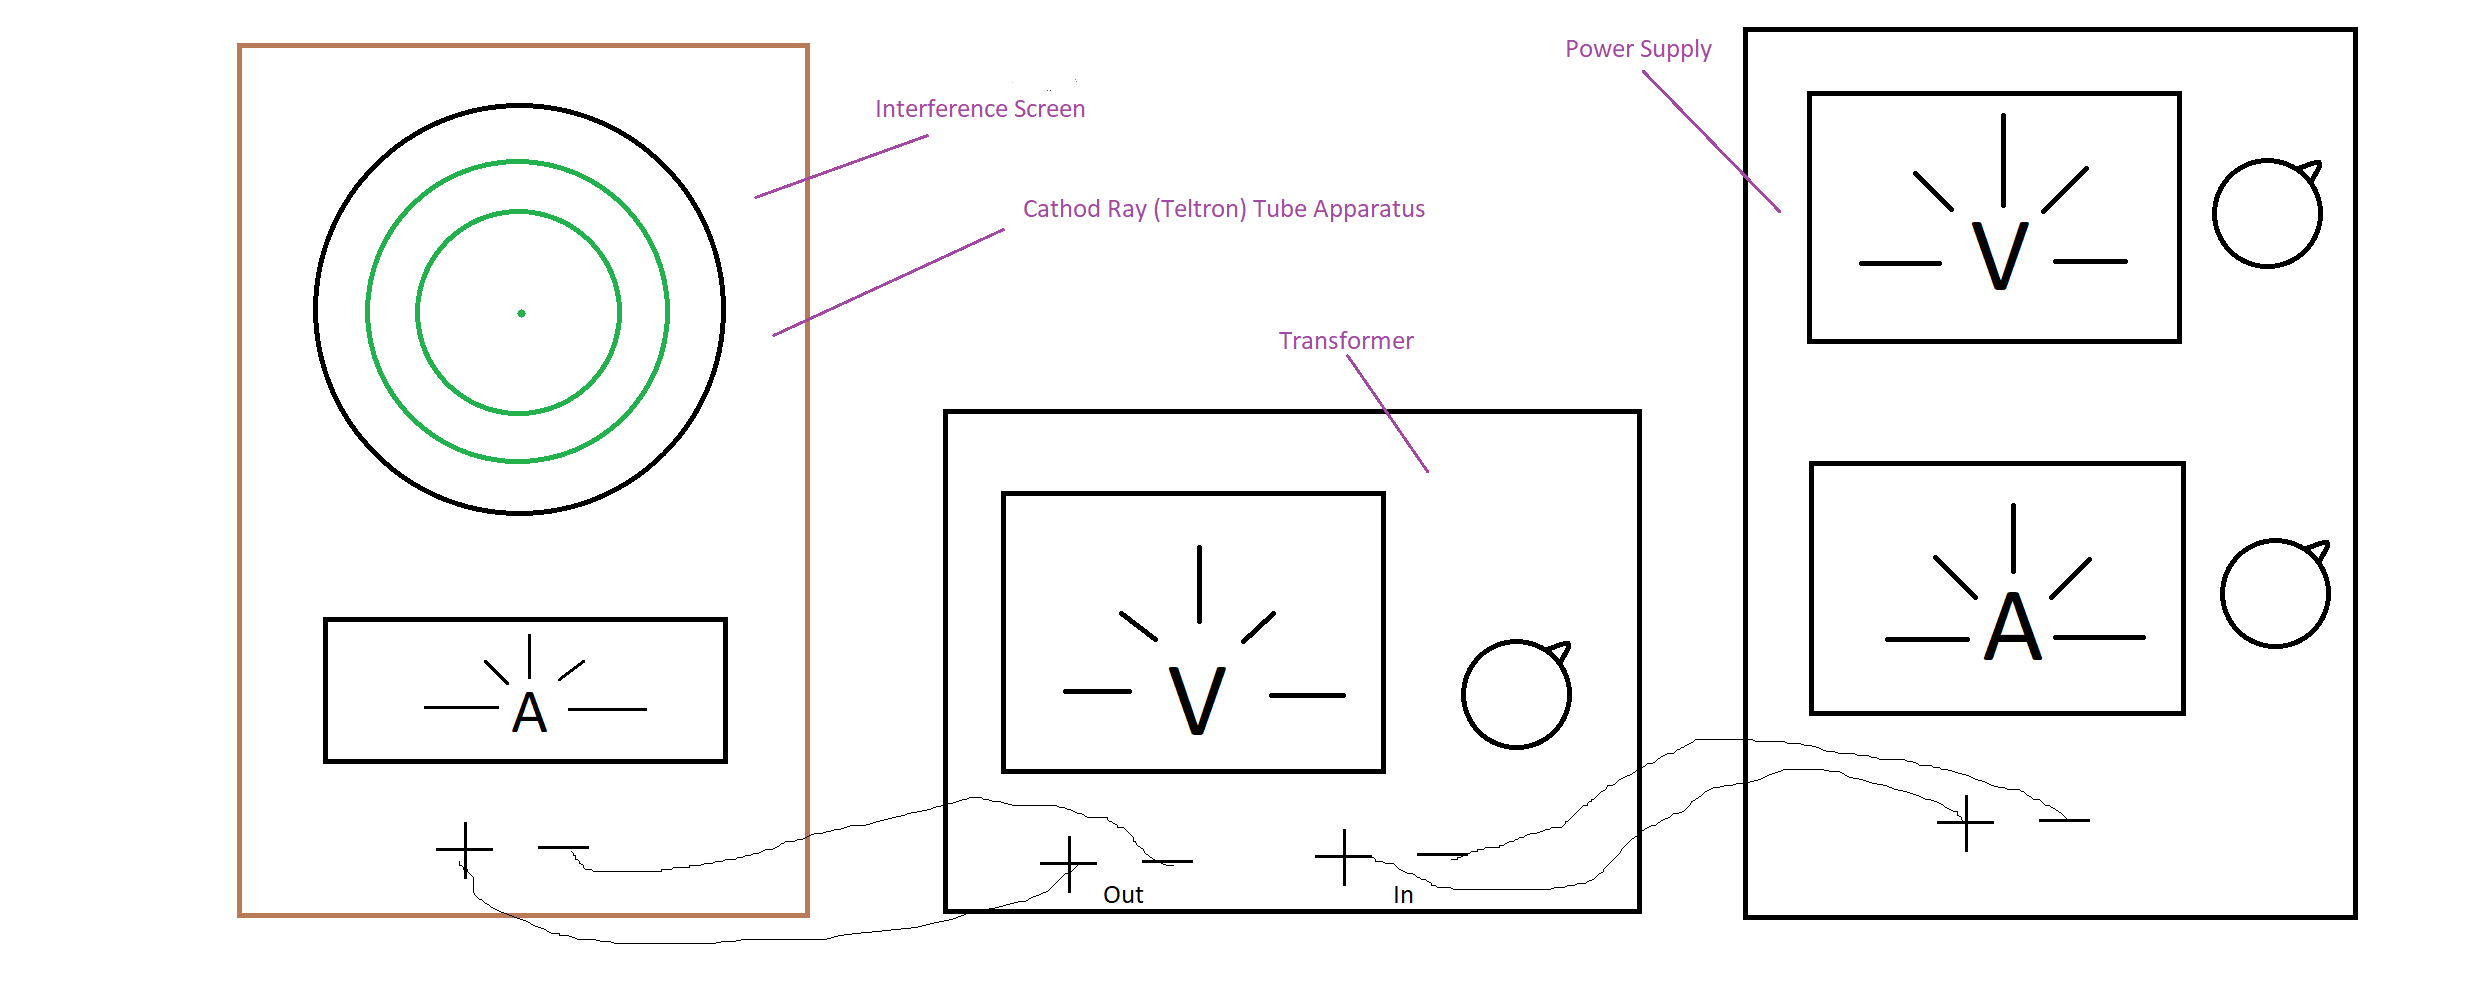 Power Supply
Interference Screen
Cathod Ray (Teltron) Tube Apparatus
Transformer
V
A
V
A
+ −
+ −
Out
+ −
In
+ −